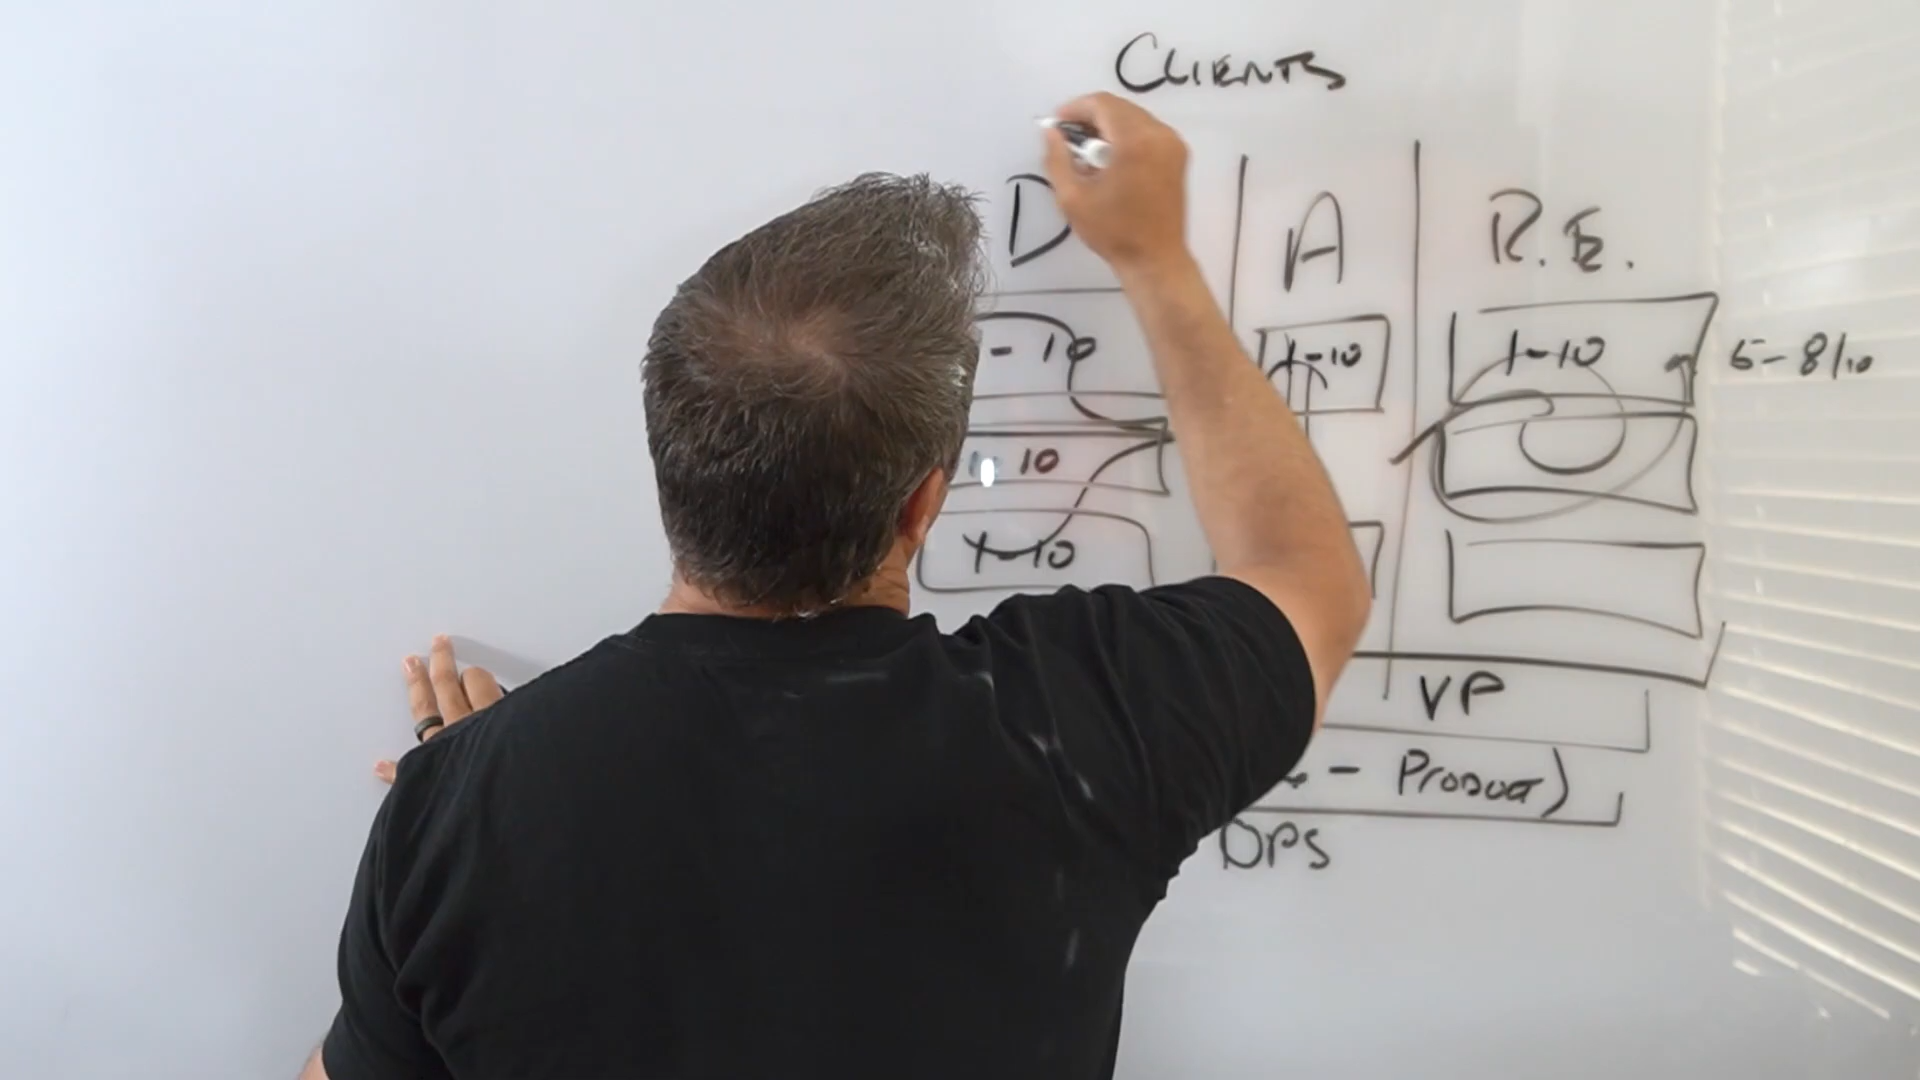 CLIENTS
D A R.E.
- 10 1-10 1-10 5-8/10
10
1-10
VP
- PRODUCT)
OPS